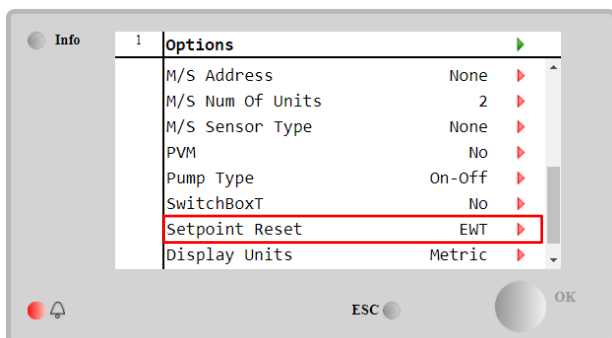 Info
1 Options
M/S Address None
M/S Num Of Units 2
M/S Sensor Type None
PVM No
Pump Type On-Off
SwitchBoxT No
Setpoint Reset EWT
Display Units Metric
ESC
OK